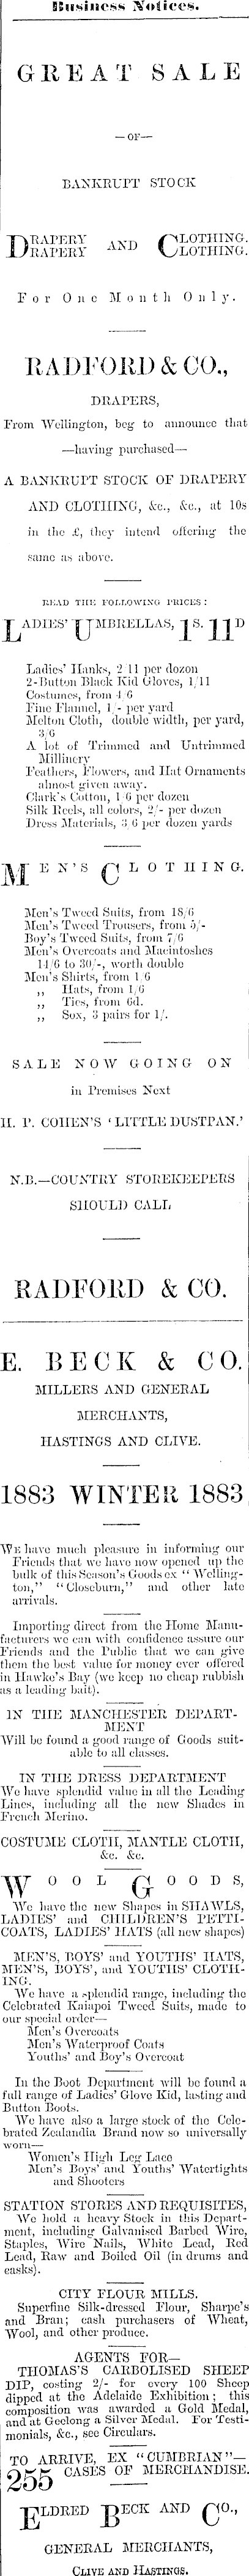 Business Notices.
GREAT SALE
—OF—
BANKRUPT STOCK
DRAPERY AND CLOTHING.
DRAPERY CLOTHING.
For One Month Only.
RADFORD & CO.,
DRAPERS,
From Wellington, beg to announce that
—having purchased—
A BANKRUPT STOCK OF DRAPERY
AND CLOTHING, &c., &c., at 10s
in the £, they intend offering the
same as above.
READ THE FOLLOWING PRICES:
LADIES' UMBRELLAS, 1S. 11D
Ladies' Hanks, 2/11 per dozon
2-Button Black Kid Gloves, 1/11
Costumes, from 4/6
Fine Flannel, 1/- per yard
Melton Cloth, double width, per yard,
3/6
A lot of Trimmed and Untrimmed
Millinery
Feathers, Flowers, and Hat Ornaments
almost given away.
Clark's Cotton, 1/6 per dozen
Silk Reels, all colors, 2/- per dozen
Dress Materials, 3/6 per dozen yards
MEN'S CLOTHING.
Men's Tweed Suits, from 18/6
Men's Tweed Trousers, from 5/-
Boy's Tweed Suits, from 7/6
Men's Overcoats and Macintoshes
14/6 to 30/-, worth double
Men's Shirts, from 1/6
,, Hats, from 1/6
,, Ties, from 6d.
,, Sox, 3 pairs for 1/.
SALE NOW GOING ON
in Premises Next
H. P. COHEN'S 'LITTLE DUSTPAN.'
N.B.—COUNTRY STOREKEEPERS
SHOULD CALL
RADFORD & CO.
E. BECK & CO.
MILLERS AND GENERAL
MERCHANTS,
HASTINGS AND CLIVE.
1883 WINTER 1883
WE have much pleasure in informing our
Friends that we have now opened up the
bulk of this Season's Goods ex "Welling-
ton," "Closeburn," and other late
arrivals.
Importing direct from the Home Manu-
facturers we can with confidence assure our
Friends and the Public that we can give
them the best value for money ever offered
in Hawke's Bay (we keep no cheap rubbish
as a leading bait).
IN THE MANCHESTER DEPART-
MENT
Will be found a good range of Goods suit-
able to all classes.
IN THE DRESS DEPARTMENT
We have splendid value in all the Leading
Lines, including all the new Shades in
French Merino.
COSTUME CLOTH, MANTLE CLOTH,
&c. &c.
WOOL GOODS,
We have the new Shapes in SHAWLS,
LADIES' and CHILDREN'S PETTI-
COATS, LADIES' HATS (all new shapes)
MEN'S, BOYS' and YOUTHS' HATS,
MEN'S, BOYS', and YOUTHS' CLOTH-
ING.
We have a splendid range, including the
Celebrated Kaiapoi Tweed Suits, made to
our special order—
Men's Overcoats
Men's Waterproof Coats
Youths' and Boy's Overcoat
In the Boot Department will be found a
full range of Ladies' Glove Kid, lasting and
Button Boots.
We have also a large stock of the Cele-
brated Zealandia Brand now so universally
worn—
Women's High Leg Lace
Men's Boys' and Youths' Watertights
and Shooters
STATION STORES AND REQUISITES,
We hold a heavy Stock in this Depart-
ment, including Galvanised Barbed Wire,
Staples, Wire Nails, White Lead, Red
Lead, Raw and Boiled Oil (in drums and
casks).
CITY FLOUR MILLS.
Superfine Silk-dressed Flour, Sharpe's
and Bran; cash purchasers of Wheat,
Wool, and other produce.
AGENTS FOR—
THOMAS'S CARBOLISED SHEEP
DIP, costing 2/- for every 100 Sheep
dipped at the Adelaide Exhibition; this
composition was awarded a Gold Medal,
and at Geelong a Silver Medal. For Testi-
monials, &c., see Circulars.
TO ARRIVE, EX "CUMBRIAN"—
255 CASES OF MERCHANDISE.
ELDRED BECK AND CO.,
GENERAL MERCHANTS,
CLIVE AND HASTINGS.